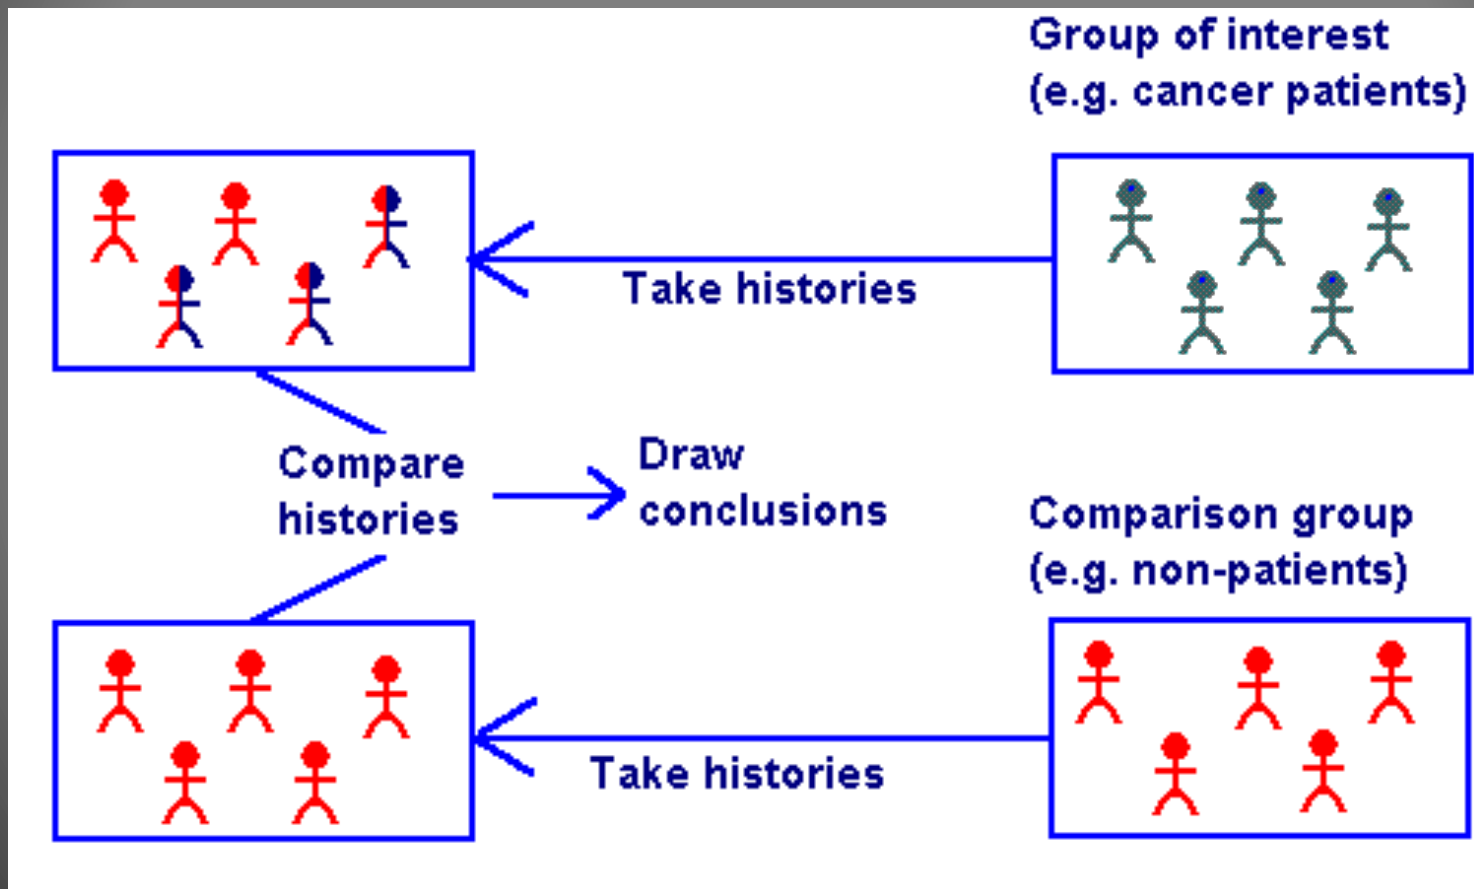 Group of interest
(e.g. cancer patients)
Take histories
Compare
histories
Draw
conclusions
Comparison group
(e.g. non-patients)
Take histories